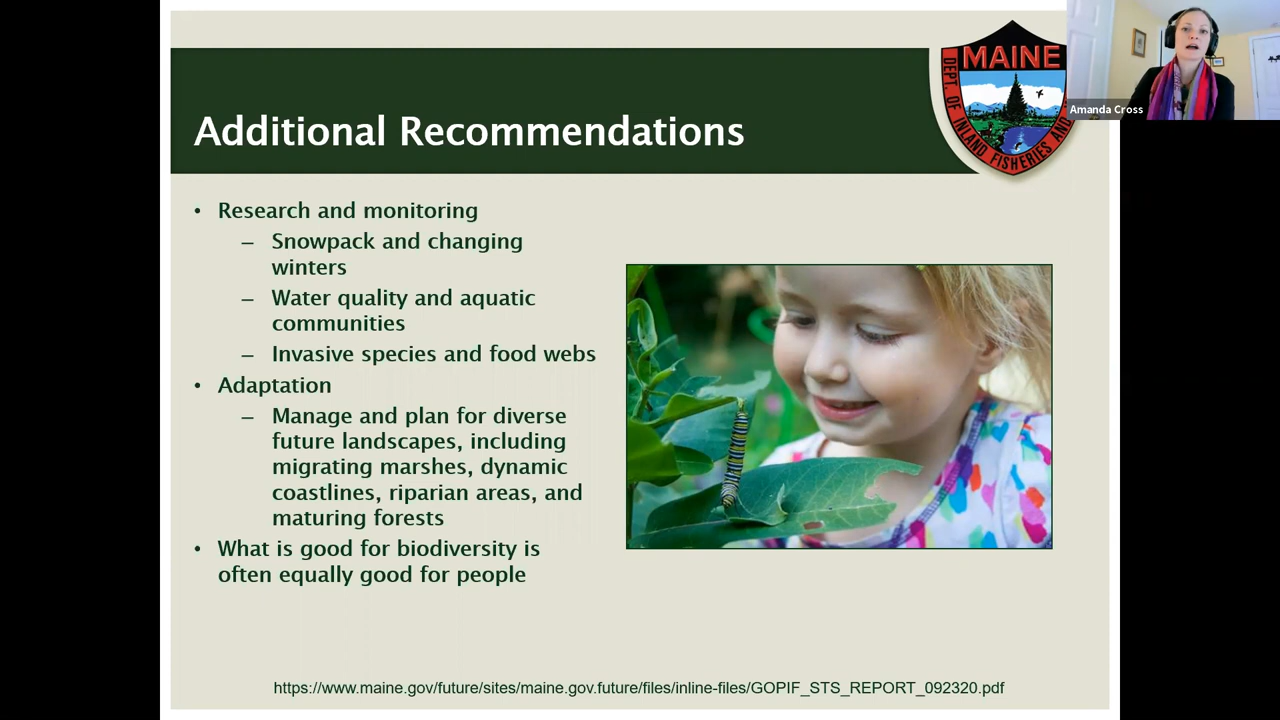 MAINE
DEPT. OF INLAND FISHERIES AND
Amanda Cross
Additional Recommendations
• Research and monitoring
– Snowpack and changing
winters
– Water quality and aquatic
communities
– Invasive species and food webs
• Adaptation
– Manage and plan for diverse
future landscapes, including
migrating marshes, dynamic
coastlines, riparian areas, and
maturing forests
• What is good for biodiversity is
often equally good for people
https://www.maine.gov/future/sites/maine.gov.future/files/inline-files/GOPIF_STS_REPORT_092320.pdf